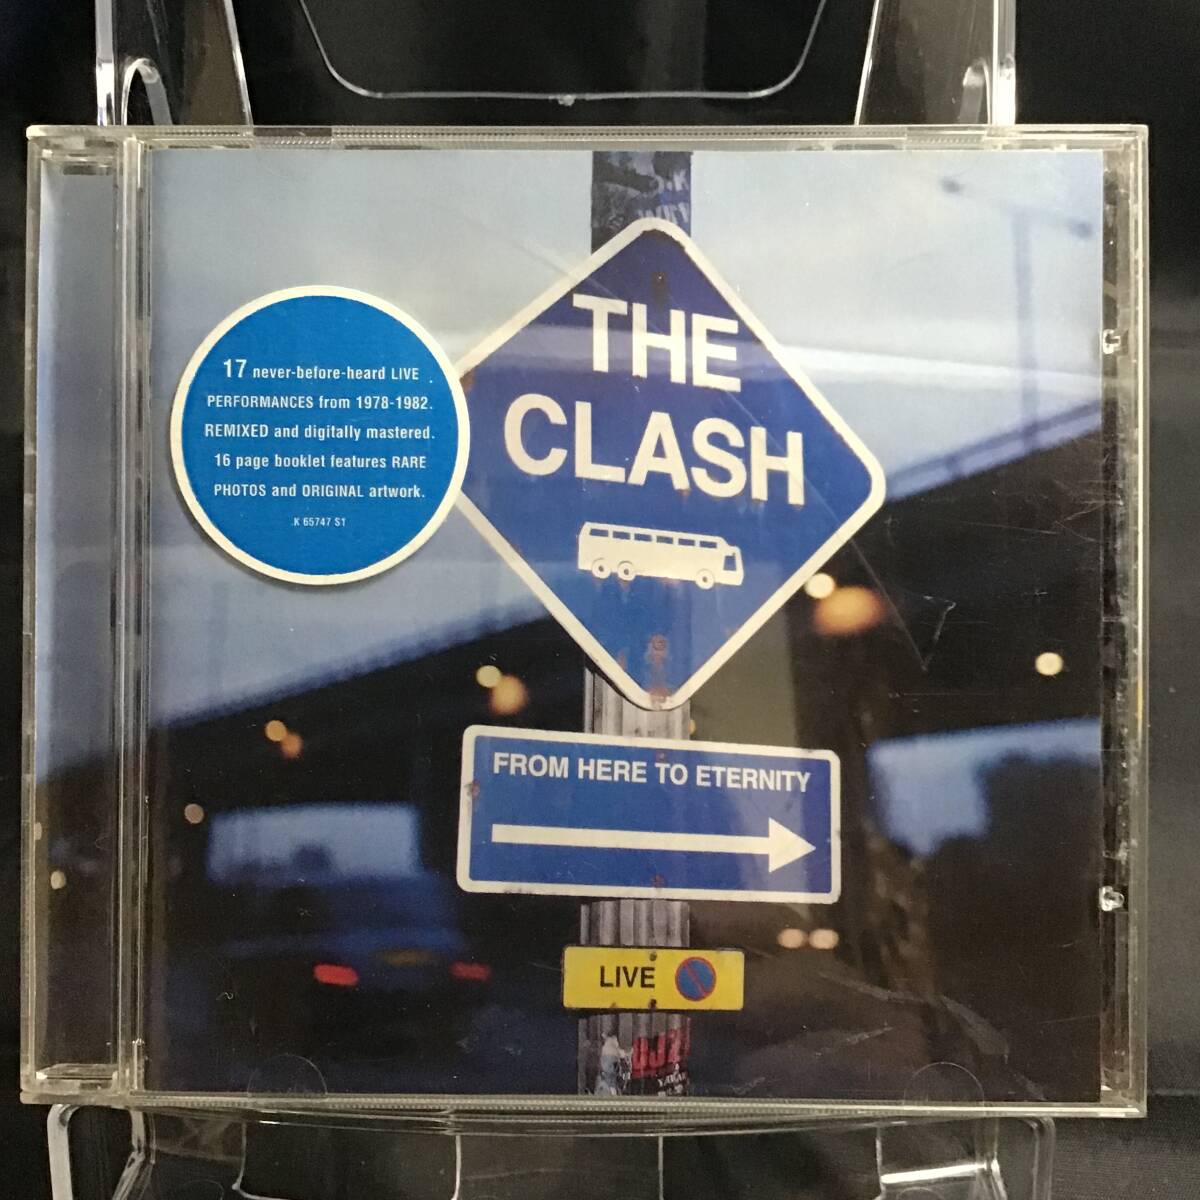 THE
CLASH
17 never-before-heard LIVE
PERFORMANCES from 1978-1982.
REMIXED and digitally mastered.
16 page booklet features RARE
PHOTOS and ORIGINAL artwork.
K 65747 S1
FROM HERE TO ETERNITY
LIVE